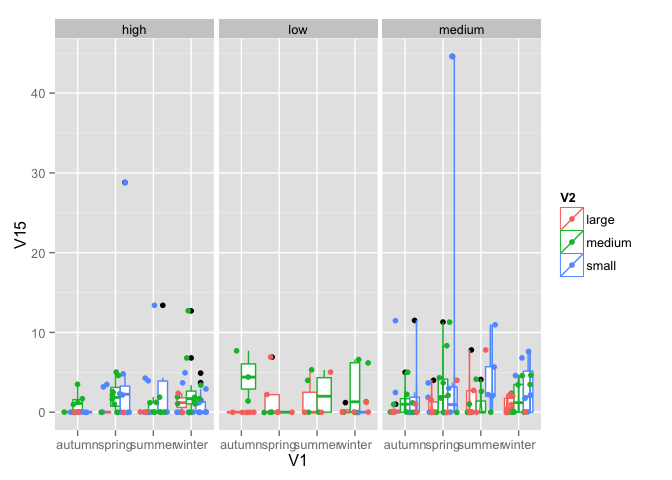 high low medium
40
30
20
10
0
V15
autumn spring summer winter autumn spring summer winter autumn spring summer winter
V1
V2
large
medium
small